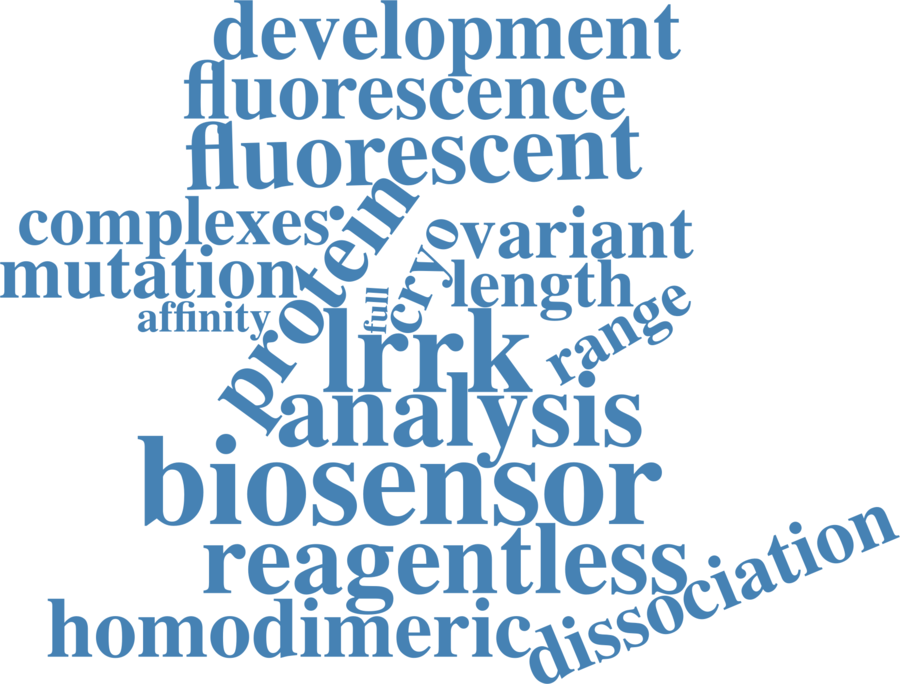 development
fluorescence
fluorescent
protein
complexes
cryo
variant
mutation
length
full
affinity
range
lrrk
analysis
biosensor
reagentless
dissociation
homodimeric